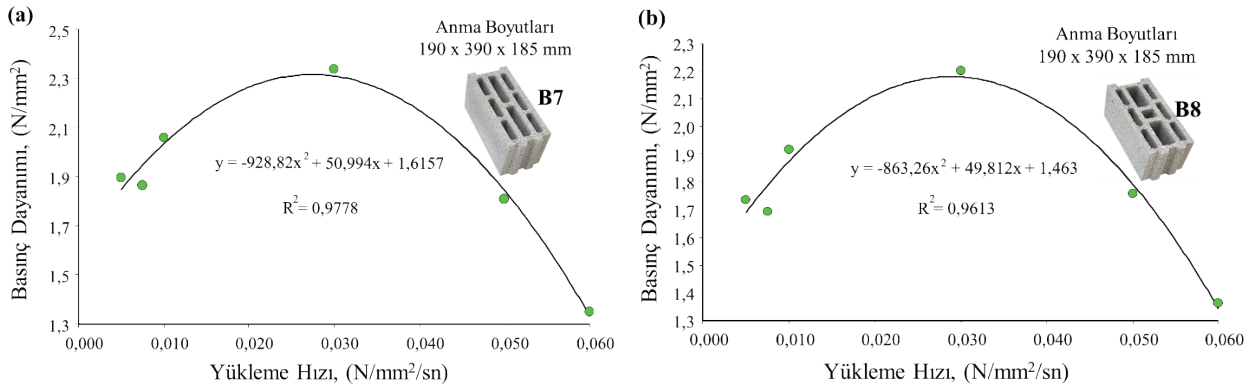 (a)
Basınç Dayanımı, (N/mm²)
2,5
2,3
2,1
1,9
1,7
1,5
1,3
Anma Boyutları
190 x 390 x 185 mm
B7
y = -928,82x² + 50,994x + 1,6157
R² = 0,9778
0,000 0,010 0,020 0,030 0,040 0,050 0,060
Yükleme Hızı, (N/mm²/sn)
(b)
Basınç Dayanımı, (N/mm²)
2,3
2,2
2,1
2,0
1,9
1,8
1,7
1,6
1,5
1,4
1,3
Anma Boyutları
190 x 390 x 185 mm
B8
y = -863,26x² + 49,812x + 1,463
R² = 0,9613
0,000 0,010 0,020 0,030 0,040 0,050 0,060
Yükleme Hızı, (N/mm²/sn)